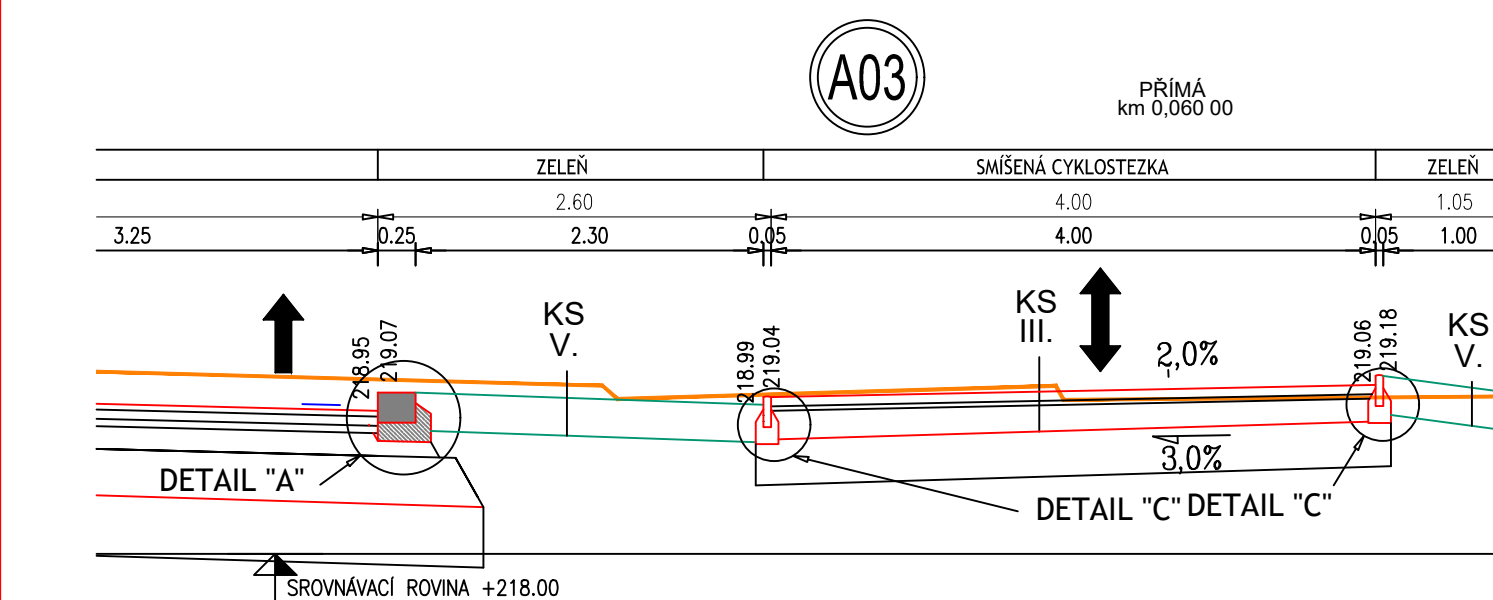 A03
PŘÍMÁ
km 0,060 00
ZELEŇ
SMÍŠENÁ CYKLOSTEZKA
ZELEŇ
2.60
4.00
1.05
3.25
0.25
2.30
0.05
4.00
0.05
1.00
KS
V.
KS
III.
KS
V.
218.95
219.07
218.99
219.04
2,0%
219.06
219.18
3,0%
DETAIL "A"
DETAIL "C"
DETAIL "C"
SROVNÁVACÍ ROVINA +218.00